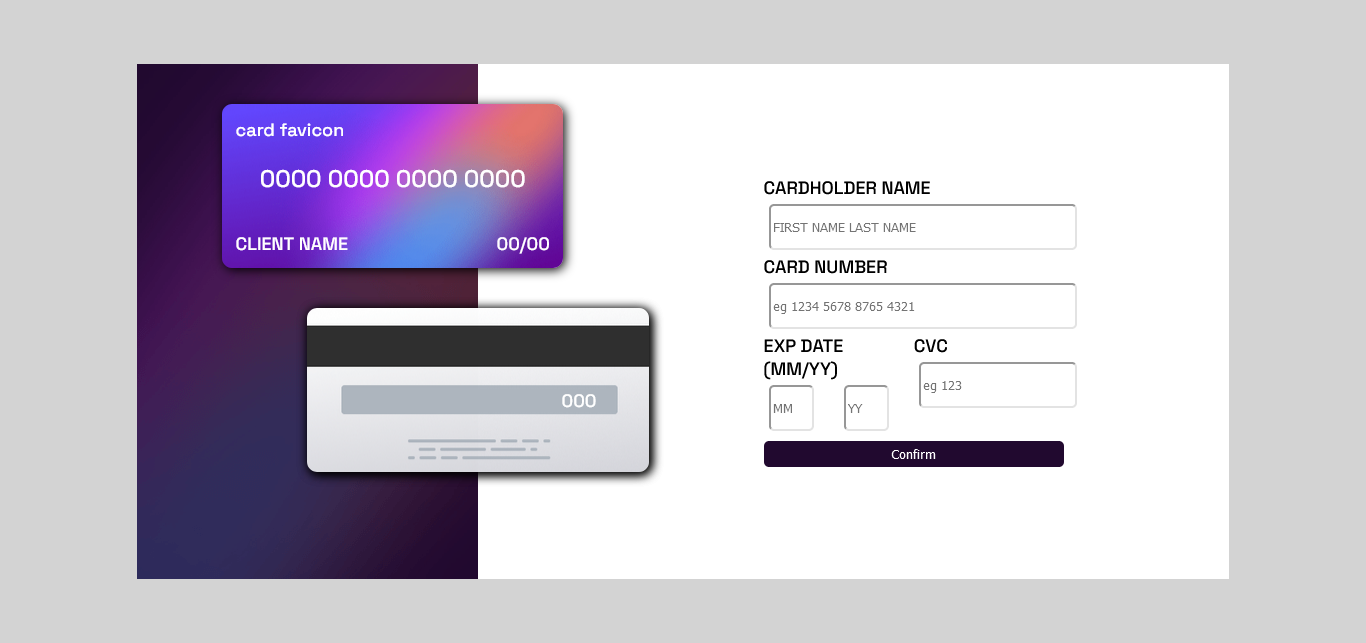 card favicon
0000 0000 0000 0000
CLIENT NAME 00/00
000
CARDHOLDER NAME
FIRST NAME LAST NAME
CARD NUMBER
eg 1234 5678 8765 4321
EXP DATE
(MM/YY)
MM YY
CVC
eg 123
Confirm